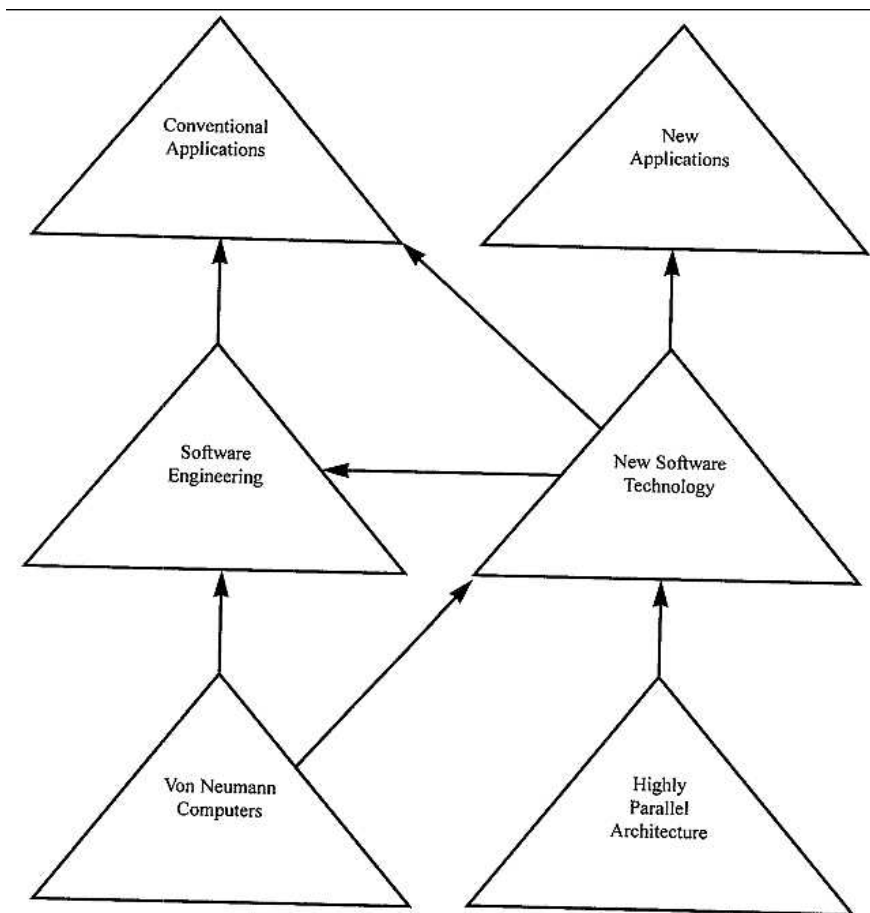 Conventional
Applications
New
Applications
Software
Engineering
New Software
Technology
Von Neumann
Computers
Highly
Parallel
Architecture